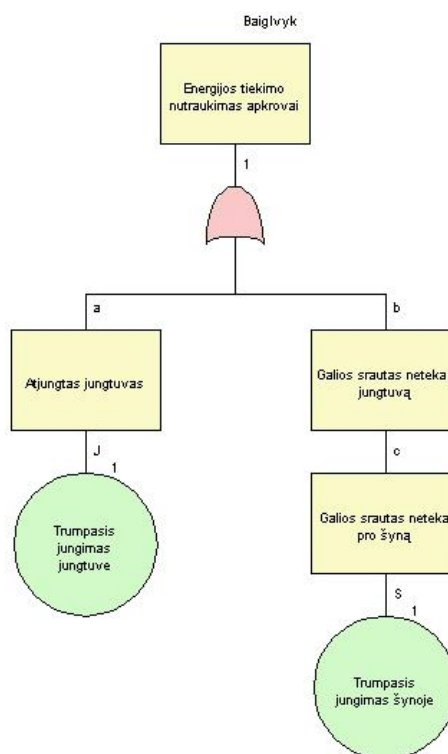 BaigIvyk
Energijos tiekimo
nutraukimas apkrovai
1
a
b
Atjungtas jungtuvas
Galios srautas neteka į
jungtuvą
J
1
c
Trumpasis
jungimas
jungtuve
Galios srautas neteka
pro šyną
S
1
Trumpasis
jungimas šynoje